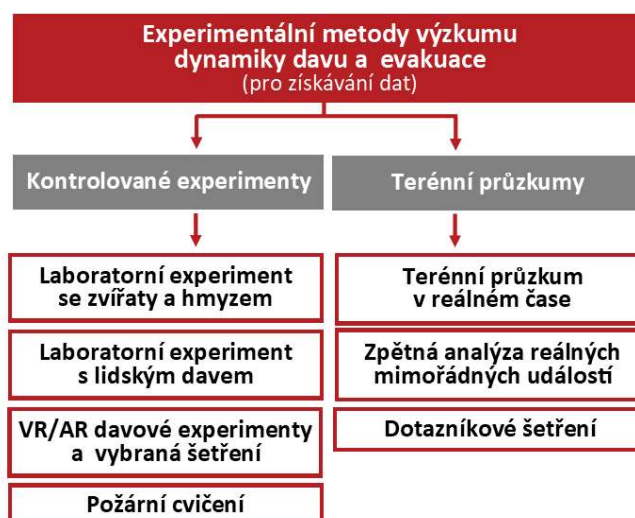 Experimentální metody výzkumu
dynamiky davu a evakuace
(pro získávání dat)
Kontrolované experimenty
Terénní průzkumy
Laboratorní experiment
se zvířaty a hmyzem
Laboratorní experiment
s lidským davem
VR/AR davové experimenty
a vybraná šetření
Požární cvičení
Terénní průzkum
v reálném čase
Zpětná analýza reálných
mimořádných událostí
Dotazníkové šetření